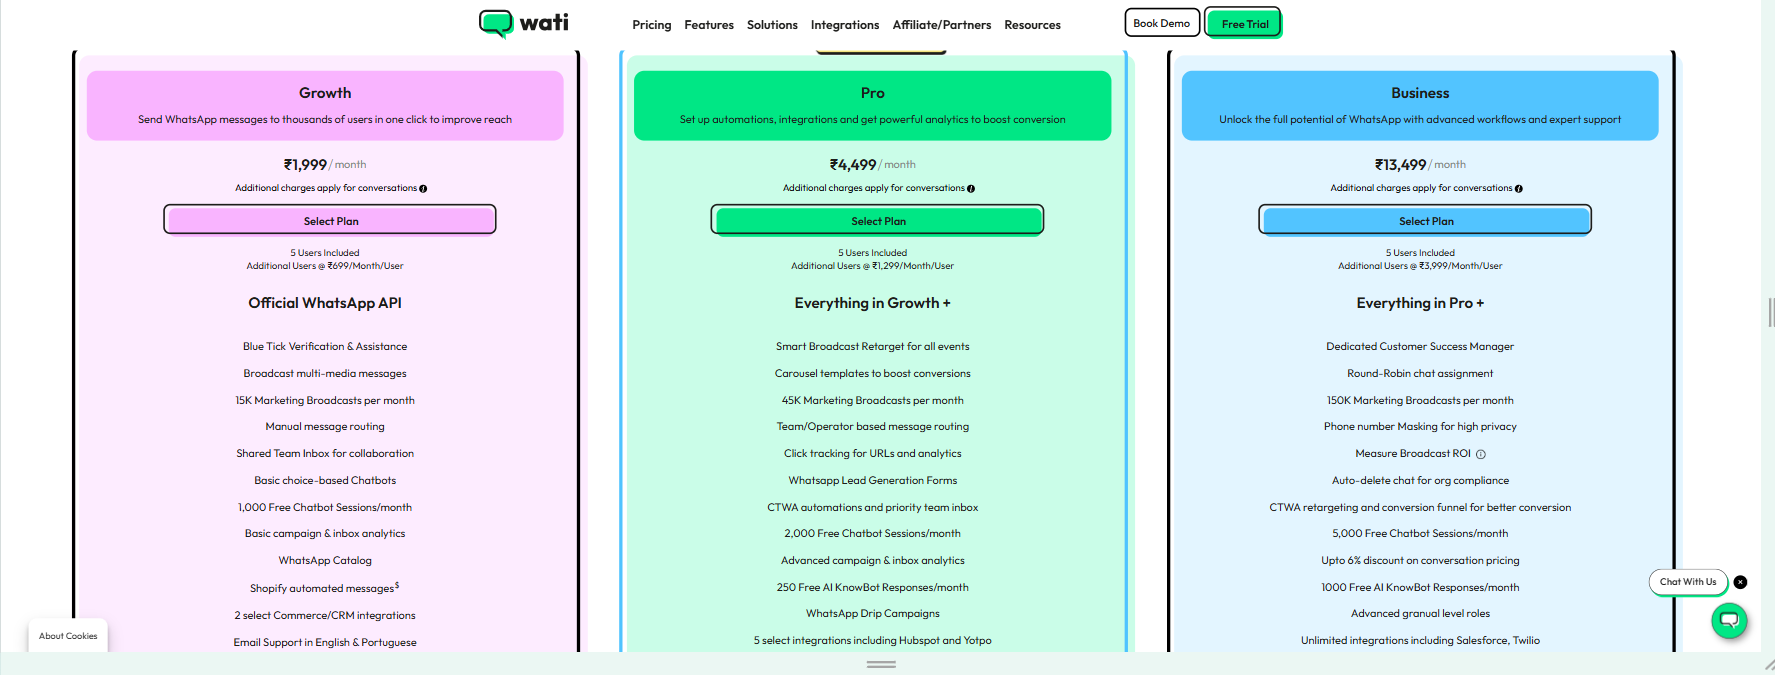 wati
Pricing Features Solutions Integrations Affiliate/Partners Resources Book Demo Free Trial
Growth
Send WhatsApp messages to thousands of users in one click to improve reach
₹1,999 / month
Additional charges apply for conversations
Select Plan
5 Users Included
Additional Users @ ₹699/Month/User
Official WhatsApp API
Blue Tick Verification & Assistance
Broadcast multi-media messages
15K Marketing Broadcasts per month
Manual message routing
Shared Team Inbox for collaboration
Basic choice-based Chatbots
1,000 Free Chatbot Sessions/month
Basic campaign & inbox analytics
WhatsApp Catalog
Shopify automated messages$
2 select Commerce/CRM integrations
Email Support in English & Portuguese
Pro
Set up automations, integrations and get powerful analytics to boost conversion
₹4,499 / month
Additional charges apply for conversations
Select Plan
5 Users Included
Additional Users @ ₹1,299/Month/User
Everything in Growth +
Smart Broadcast Retarget for all events
Carousel templates to boost conversions
45K Marketing Broadcasts per month
Team/Operator based message routing
Click tracking for URLs and analytics
Whatsapp Lead Generation Forms
CTWA automations and priority team inbox
2,000 Free Chatbot Sessions/month
Advanced campaign & inbox analytics
250 Free AI KnowBot Responses/month
WhatsApp Drip Campaigns
5 select integrations including Hubspot and Yotpo
Business
Unlock the full potential of WhatsApp with advanced workflows and expert support
₹13,499 / month
Additional charges apply for conversations
Select Plan
5 Users Included
Additional Users @ ₹3,999/Month/User
Everything in Pro +
Dedicated Customer Success Manager
Round-Robin chat assignment
150K Marketing Broadcasts per month
Phone number Masking for high privacy
Measure Broadcast ROI
Auto-delete chat for org compliance
CTWA retargeting and conversion funnel for better conversion
5,000 Free Chatbot Sessions/month
Upto 6% discount on conversation pricing
1000 Free AI KnowBot Responses/month
Advanced granual level roles
Unlimited integrations including Salesforce, Twilio
Chat With Us
About Cookies